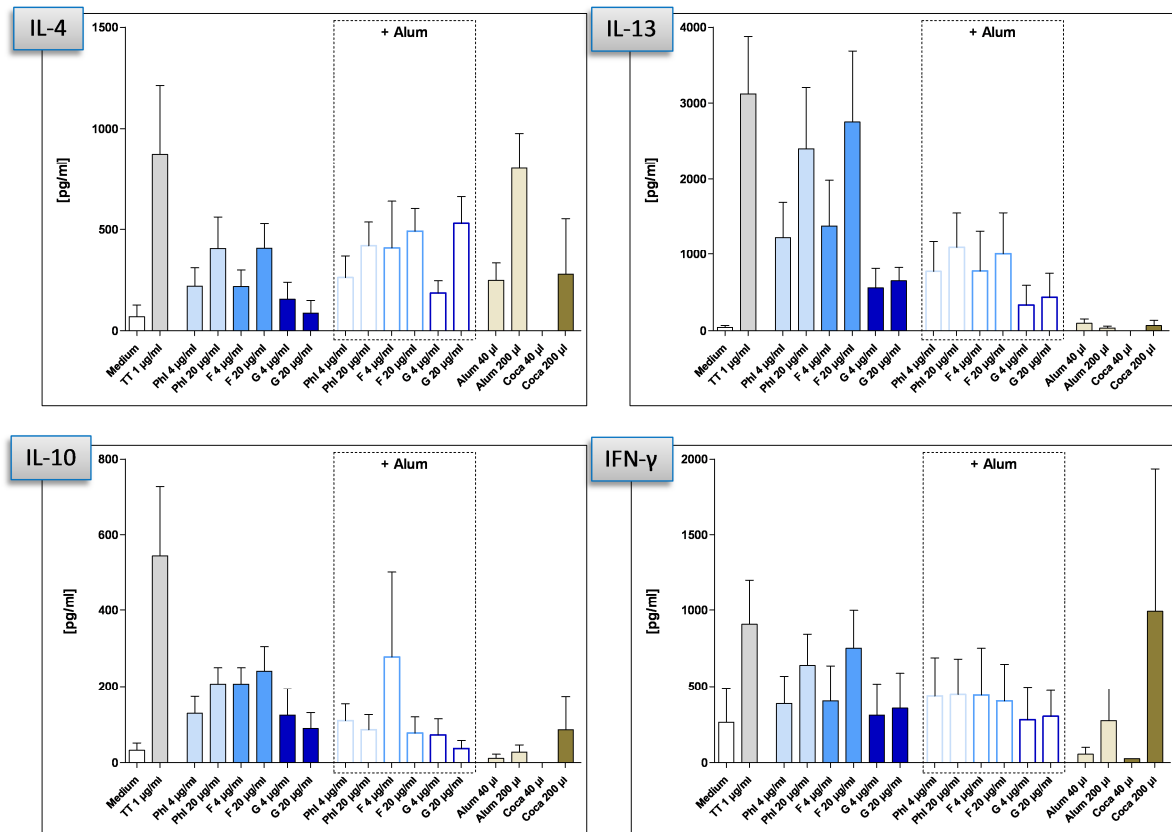 IL-4
1500
1000
500
0
[pg/ml]
+ Alum
Medium
TT 1 µg/ml
Phl 4 µg/ml
Phl 20 µg/ml
F 4 µg/ml
F 20 µg/ml
G 4 µg/ml
G 20 µg/ml
Phl 4 µg/ml
Phl 20 µg/ml
F 4 µg/ml
F 20 µg/ml
G 4 µg/ml
G 20 µg/ml
Alum 40 µl
Alum 200 µl
Coca 40 µl
Coca 200 µl
IL-13
4000
3000
2000
1000
0
[pg/ml]
+ Alum
Medium
TT 1 µg/ml
Phl 4 µg/ml
Phl 20 µg/ml
F 4 µg/ml
F 20 µg/ml
G 4 µg/ml
G 20 µg/ml
Phl 4 µg/ml
Phl 20 µg/ml
F 4 µg/ml
F 20 µg/ml
G 4 µg/ml
G 20 µg/ml
Alum 40 µl
Alum 200 µl
Coca 40 µl
Coca 200 µl
IL-10
800
600
400
200
0
[pg/ml]
+ Alum
Medium
TT 1 µg/ml
Phl 4 µg/ml
Phl 20 µg/ml
F 4 µg/ml
F 20 µg/ml
G 4 µg/ml
G 20 µg/ml
Phl 4 µg/ml
Phl 20 µg/ml
F 4 µg/ml
F 20 µg/ml
G 4 µg/ml
G 20 µg/ml
Alum 40 µl
Alum 200 µl
Coca 40 µl
Coca 200 µl
IFN-γ
2000
1500
1000
500
0
[pg/ml]
+ Alum
Medium
TT 1 µg/ml
Phl 4 µg/ml
Phl 20 µg/ml
F 4 µg/ml
F 20 µg/ml
G 4 µg/ml
G 20 µg/ml
Phl 4 µg/ml
Phl 20 µg/ml
F 4 µg/ml
F 20 µg/ml
G 4 µg/ml
G 20 µg/ml
Alum 40 µl
Alum 200 µl
Coca 40 µl
Coca 200 µl